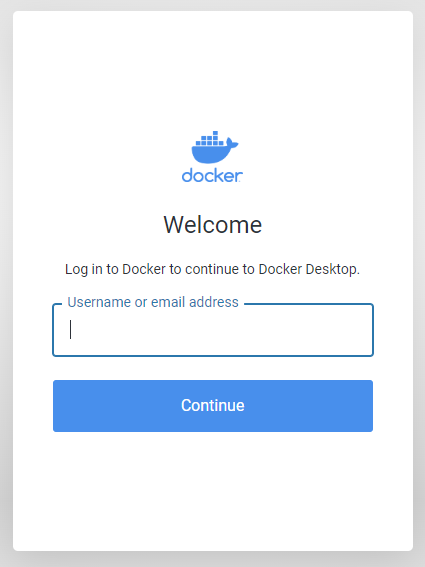 docker
Welcome
Log in to Docker to continue to Docker Desktop.
Username or email address
Continue